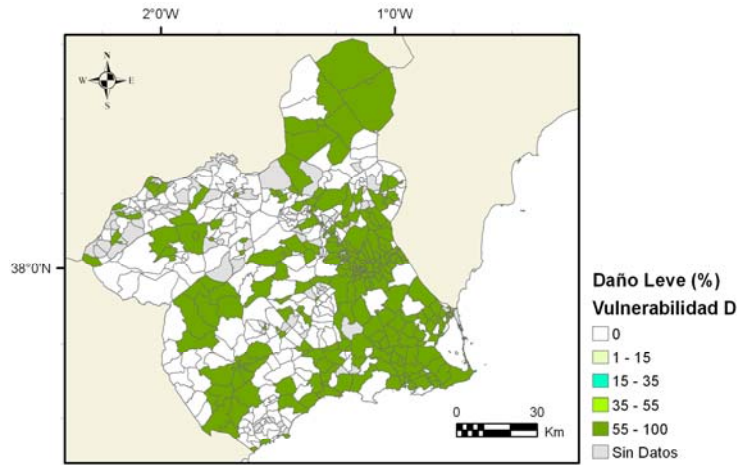 2°0'W 1°0'W
N
W E
S
38°0'N
Daño Leve (%)
Vulnerabilidad D
0
1 - 15
15 - 35
35 - 55
55 - 100
Sin Datos
0 30
Km